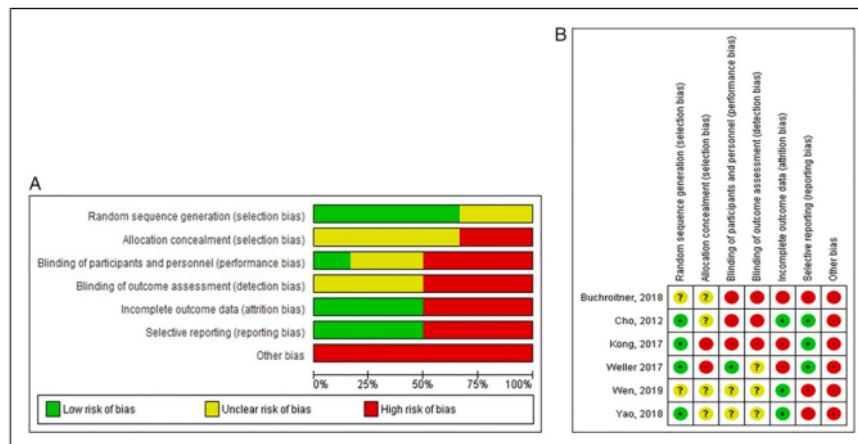 A
Random sequence generation (selection bias)
Allocation concealment (selection bias)
Blinding of participants and personnel (performance bias)
Blinding of outcome assessment (detection bias)
Incomplete outcome data (attrition bias)
Selective reporting (reporting bias)
Other bias
0% 25% 50% 75% 100%
Low risk of bias Unclear risk of bias High risk of bias
B
Random sequence generation (selection bias)
Allocation concealment (selection bias)
Blinding of participants and personnel (performance bias)
Blinding of outcome assessment (detection bias)
Incomplete outcome data (attrition bias)
Selective reporting (reporting bias)
Other bias
Buchroitner, 2018 ? ? - - - - -
Cho, 2012 + ? - - + + -
Kong, 2017 + - - - - + -
Weller 2017 + - + ? - + -
Wen, 2019 ? ? ? ? + - -
Yao, 2018 + ? ? ? + - -